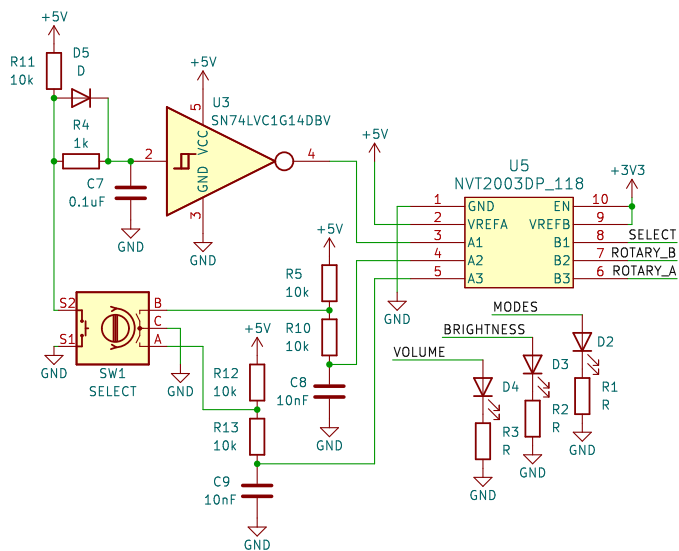 +5V
R11
10k
D5
D
R4
1k
C7
0.1uF
GND
+5V
U3
SN74LVC1G14DBV
5
VCC
2
4
GND
3
GND
+5V
U5
NVT2003DP_118
+3V3
1
GND
EN
10
2
VREFA
VREFB
9
3
A1
B1
8
SELECT
4
A2
B2
7
ROTARY_B
5
A3
B3
6
ROTARY_A
GND
+5V
R5
10k
R10
10k
C8
10nF
GND
S2
S1
B
C
A
GND
SW1
SELECT
GND
+5V
R12
10k
R13
10k
C9
10nF
GND
MODES
D2
R1
R
GND
BRIGHTNESS
D3
R2
R
GND
VOLUME
D4
R3
R
GND